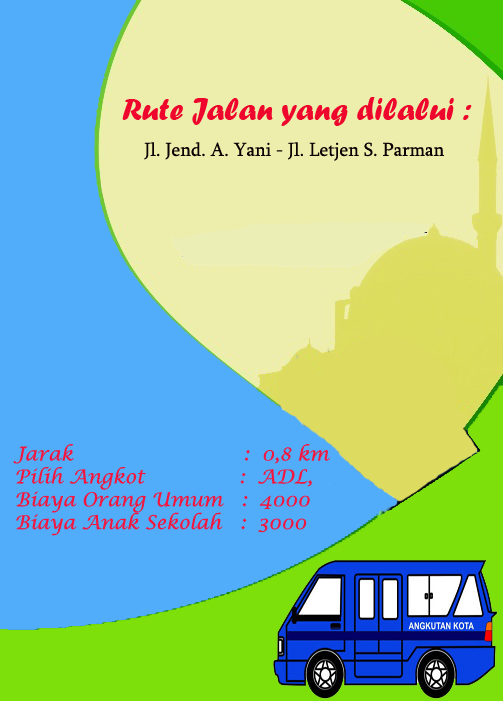 Rute Jalan yang dilalui :
Jl. Jend. A. Yani - Jl. Letjen S. Parman
Jarak : 0,8 km
Pilih Angkot : ADL,
Biaya Orang Umum : 4000
Biaya Anak Sekolah : 3000
ANGKUTAN KOTA